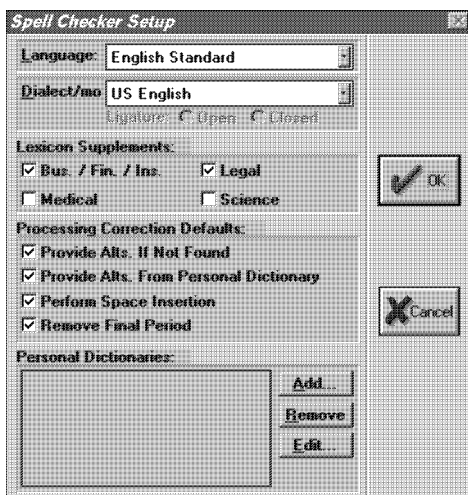 Spell Checker Setup
Language: English Standard
Dialect/mo US English
Ligature: Open Closed
Lexicon Supplements:
Bus. / Fin. / Ins. Legal
Medical Science
OK
Processing Correction Defaults:
Provide Alts. If Not Found
Provide Alts. From Personal Dictionary
Perform Space Insertion
Remove Final Period
Cancel
Personal Dictionaries:
Add...
Remove
Edit...